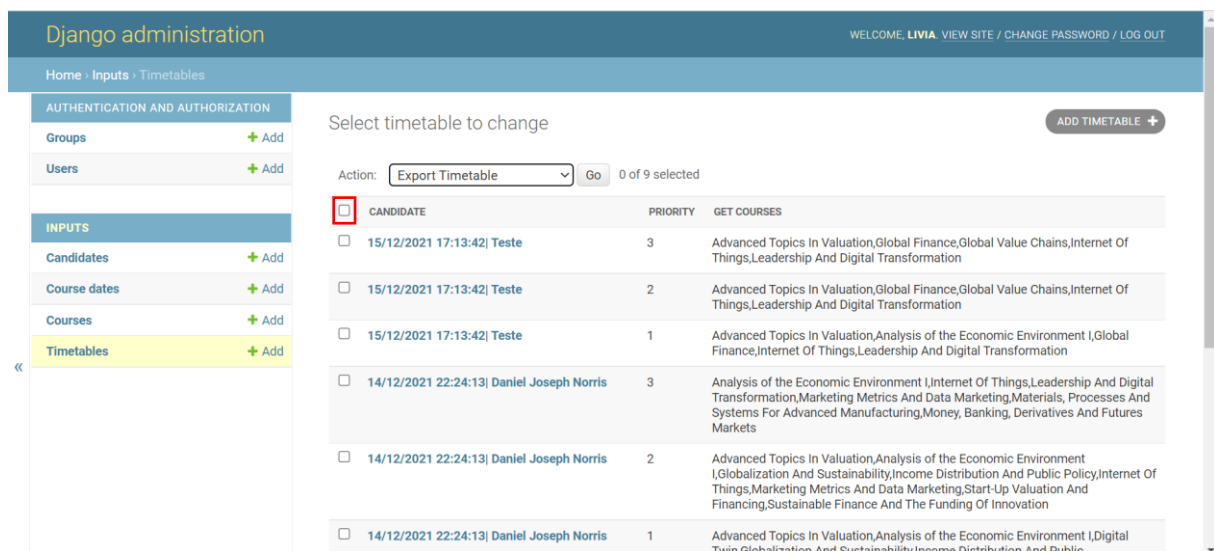 Django administration
WELCOME, LIVIA. VIEW SITE / CHANGE PASSWORD / LOG OUT
Home › Inputs › Timetables
AUTHENTICATION AND AUTHORIZATION
Groups + Add
Users + Add
INPUTS
Candidates + Add
Course dates + Add
Courses + Add
Timetables + Add
«
Select timetable to change
ADD TIMETABLE +
Action: Export Timetable Go 0 of 9 selected
CANDIDATE PRIORITY GET COURSES
15/12/2021 17:13:42| Teste 3 Advanced Topics In Valuation,Global Finance,Global Value Chains,Internet Of
Things,Leadership And Digital Transformation
15/12/2021 17:13:42| Teste 2 Advanced Topics In Valuation,Global Finance,Global Value Chains,Internet Of
Things,Leadership And Digital Transformation
15/12/2021 17:13:42| Teste 1 Advanced Topics In Valuation,Analysis of the Economic Environment I,Global
Finance,Internet Of Things,Leadership And Digital Transformation
14/12/2021 22:24:13| Daniel Joseph Norris 3 Analysis of the Economic Environment I,Internet Of Things,Leadership And Digital
Transformation,Marketing Metrics And Data Marketing,Materials, Processes And
Systems For Advanced Manufacturing,Money, Banking, Derivatives And Futures
Markets
14/12/2021 22:24:13| Daniel Joseph Norris 2 Advanced Topics In Valuation,Analysis of the Economic Environment
I,Globalization And Sustainability,Income Distribution And Public Policy,Internet Of
Things,Marketing Metrics And Data Marketing,Start-Up Valuation And
Financing,Sustainable Finance And The Funding Of Innovation
14/12/2021 22:24:13| Daniel Joseph Norris 1 Advanced Topics In Valuation,Analysis of the Economic Environment I,Digital
Twin,Globalization And Sustainability,Income Distribution And Public